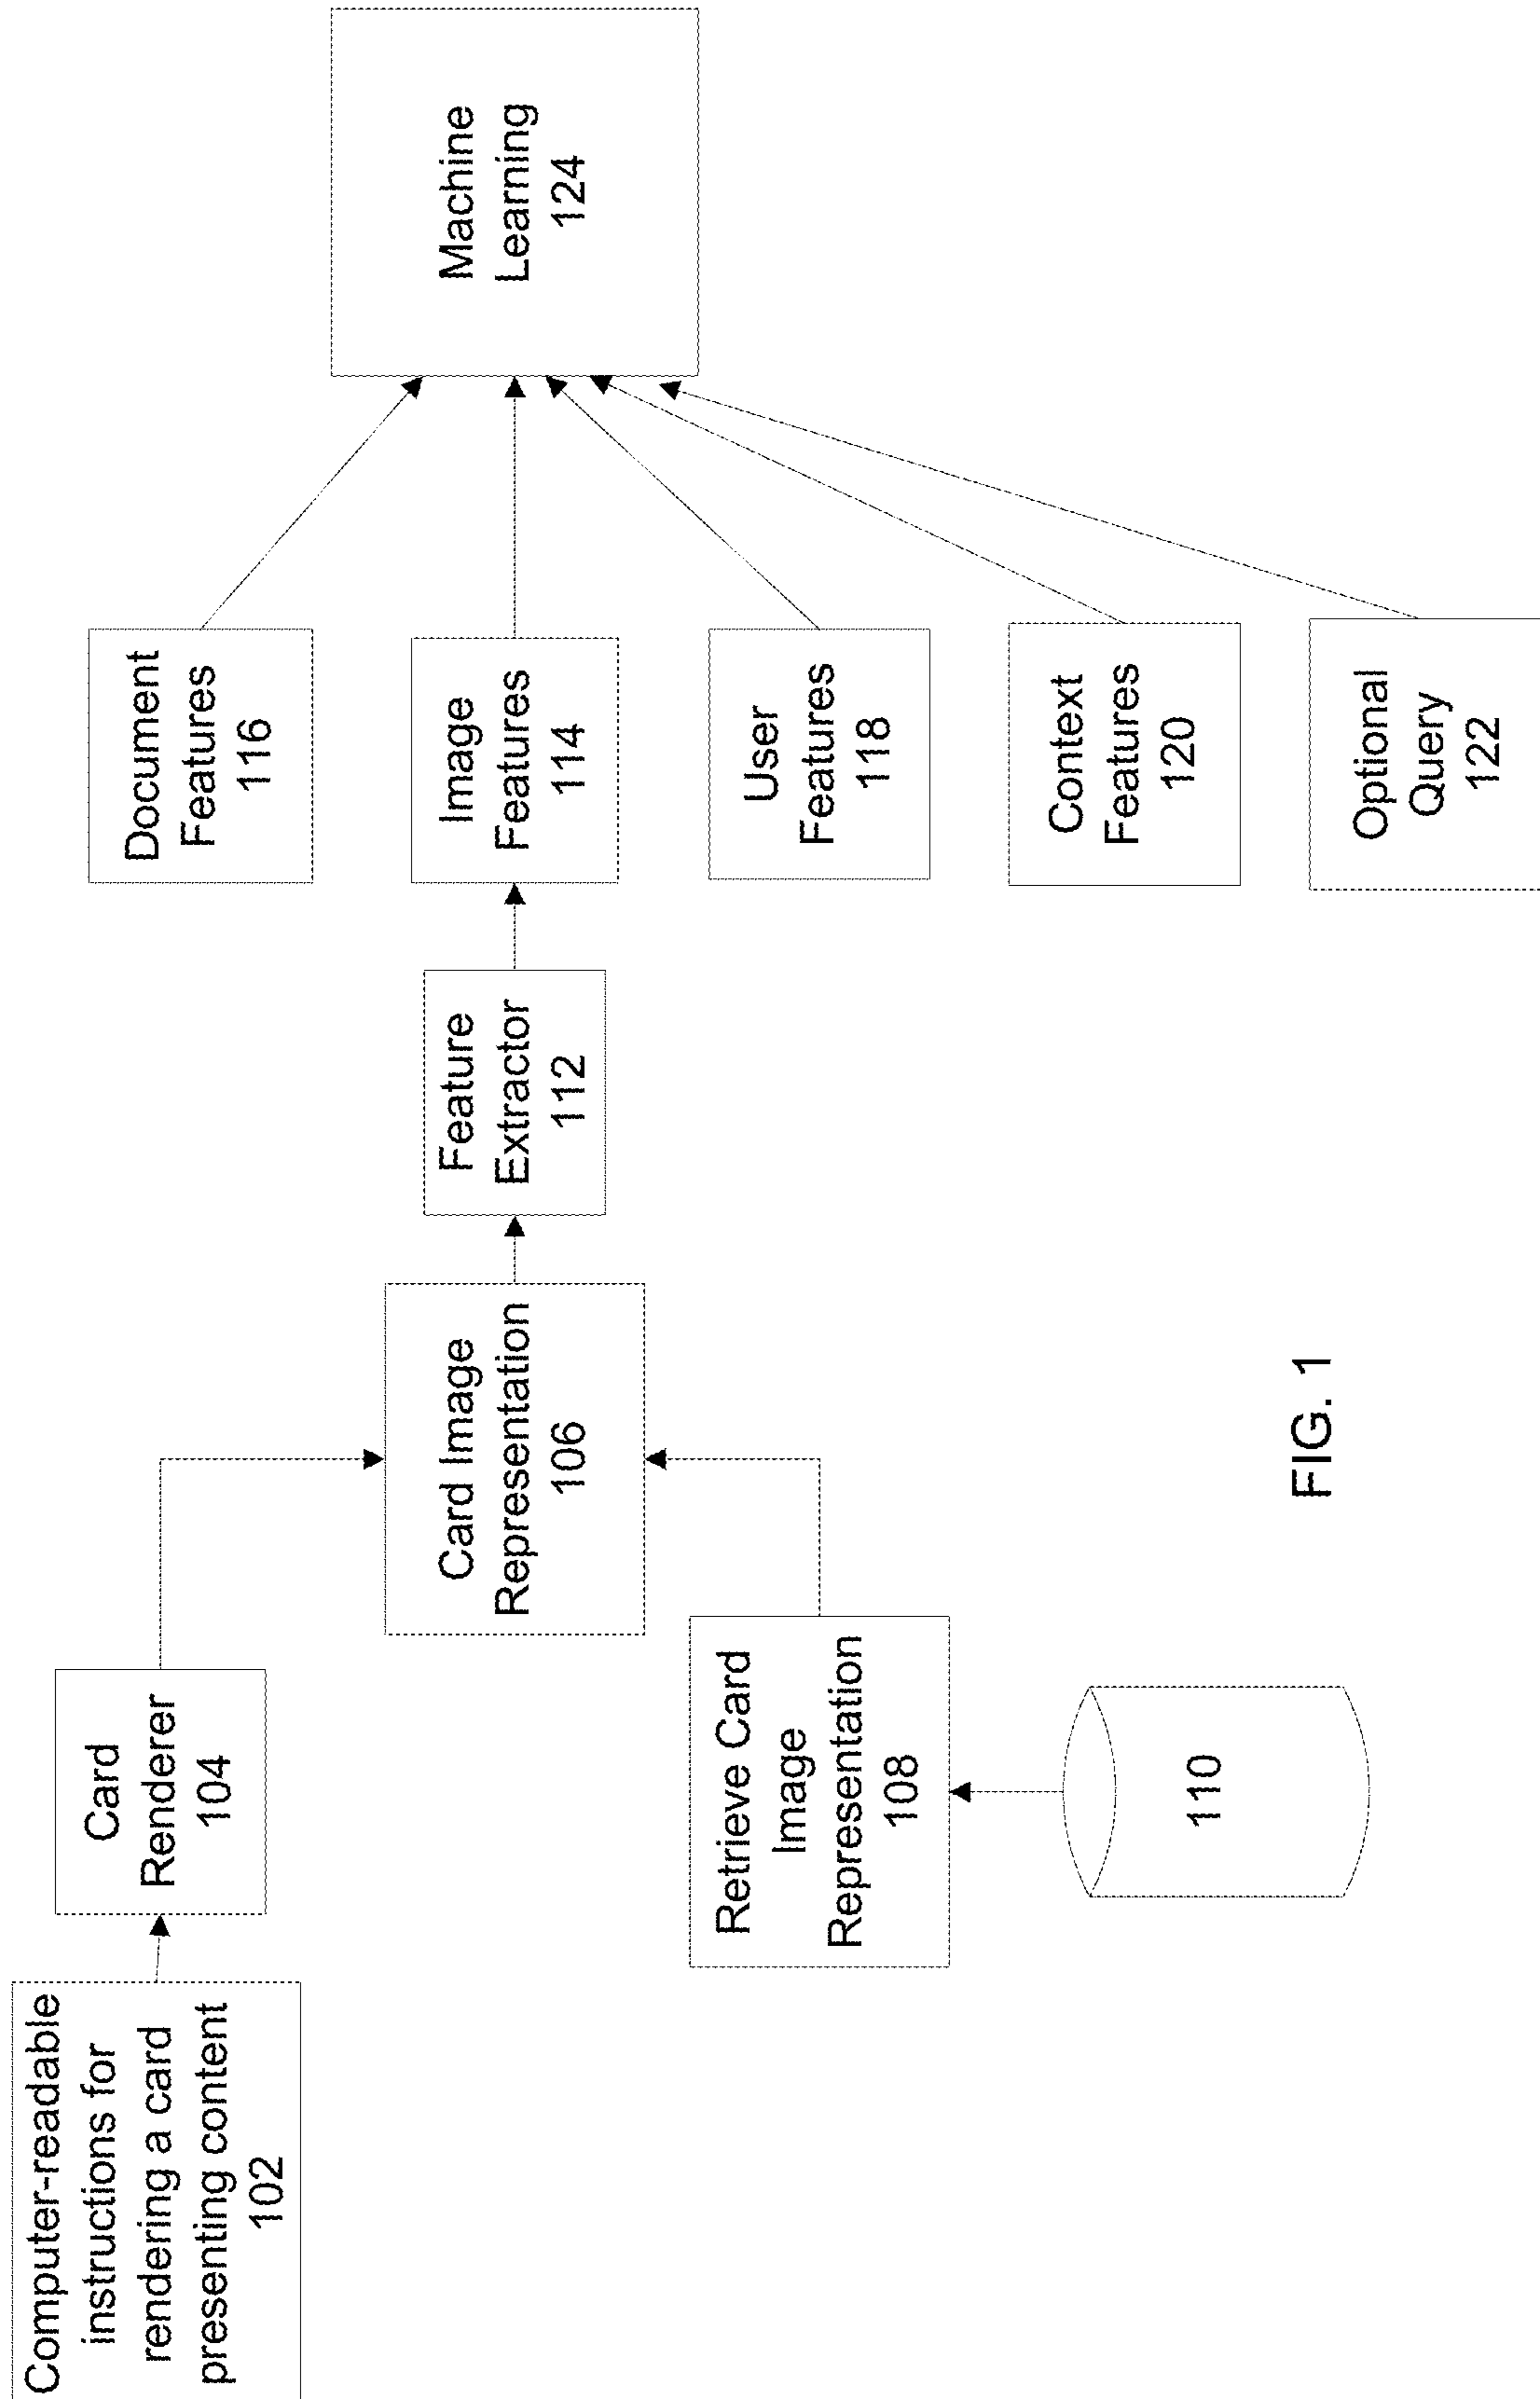 Computer-readable
instructions for
rendering a card
presenting content
102
Card
Renderer
104
Retrieve Card
Image
Representation
108
110
Card Image
Representation
106
Feature
Extractor
112
Document
Features
116
Image
Features
114
User
Features
118
Context
Features
120
Optional
Query
122
Machine
Learning
124
FIG. 1